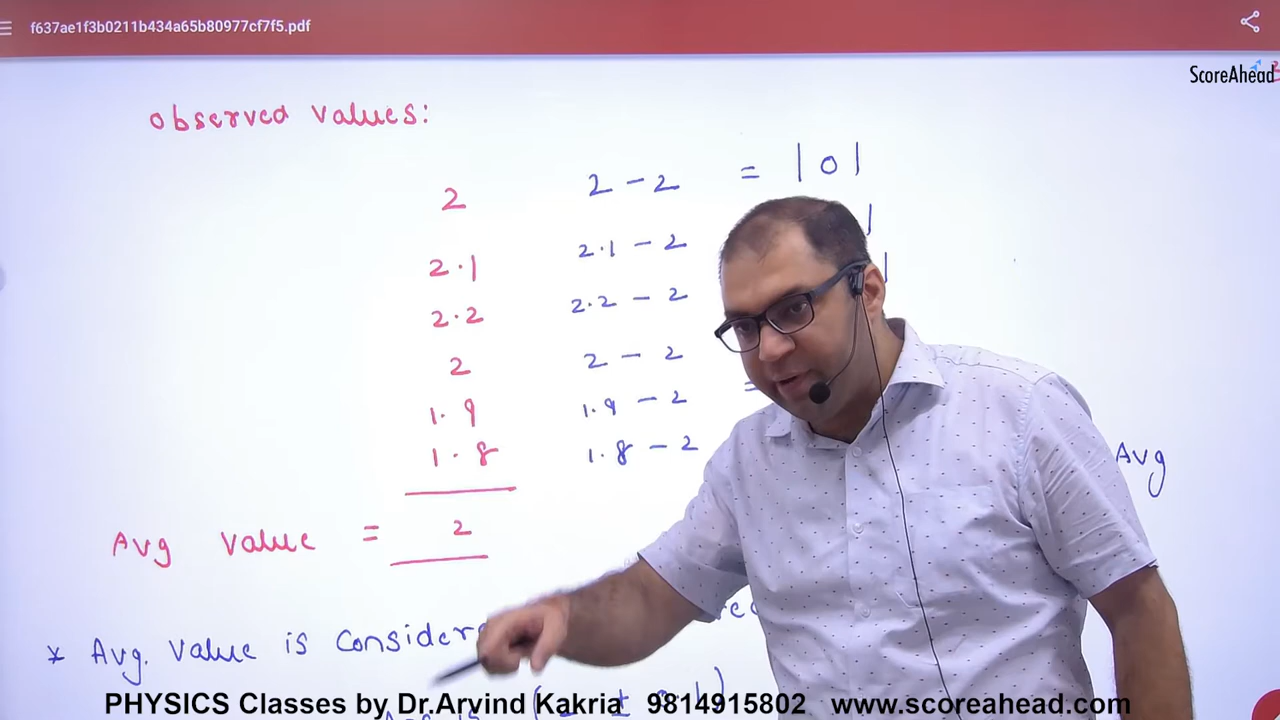 f637ae1f3b0211b434a65b80977cf7f5.pdf
ScoreAhead
Observed values:
2 2 - 2 = |0|
2.1 2.1 - 2 |
2.2 2.2 - 2 |
2 2 - 2
1.9 1.9 - 2 =
1.8 1.8 - 2
Avg
Avg value = 2
* Avg. value is Conside
PHYSICS Classes by Dr.Arvind Kakria 9814915802 www.scoreahead.com